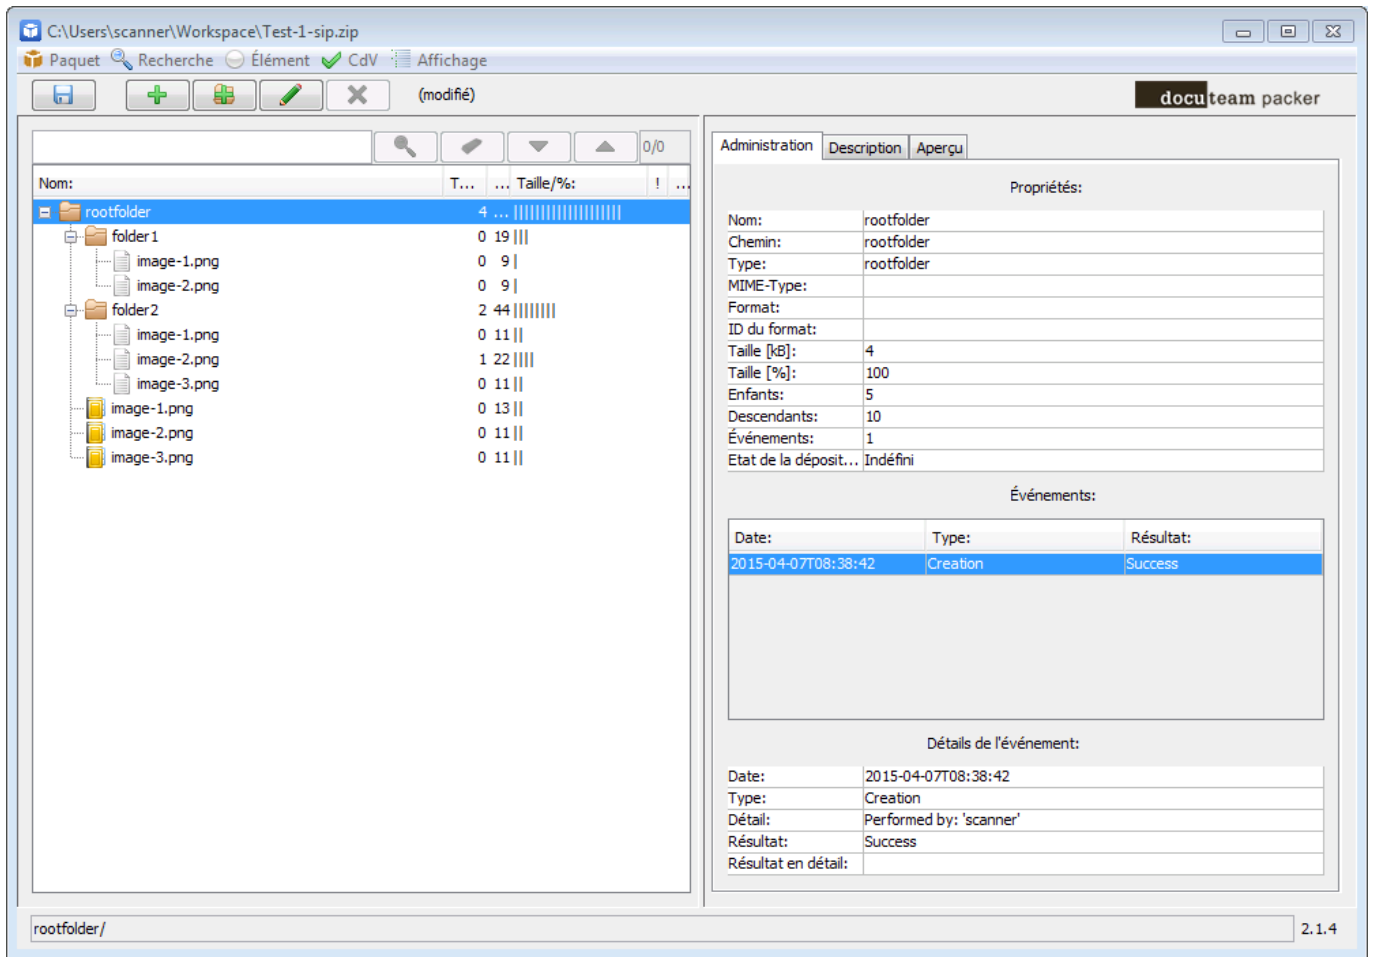 C:\Users\scanner\Workspace\Test-1-sip.zip
Paquet Recherche Élément CdV Affichage
(modifié)
docuteam packer
0/0
Nom: T... ... Taille/%: ! ...
rootfolder 4 ...
folder1 0 19
image-1.png 0 9
image-2.png 0 9
folder2 2 44
image-1.png 0 11
image-2.png 1 22
image-3.png 0 11
image-1.png 0 13
image-2.png 0 11
image-3.png 0 11
Administration Description Aperçu
Propriétés:
Nom: rootfolder
Chemin: rootfolder
Type: rootfolder
MIME-Type:
Format:
ID du format:
Taille [kB]: 4
Taille [%]: 100
Enfants: 5
Descendants: 10
Événements: 1
Etat de la déposit... Indéfini
Événements:
Date: Type: Résultat:
2015-04-07T08:38:42 Creation Success
Détails de l'événement:
Date: 2015-04-07T08:38:42
Type: Creation
Détail: Performed by: 'scanner'
Résultat: Success
Résultat en détail:
rootfolder/
2.1.4